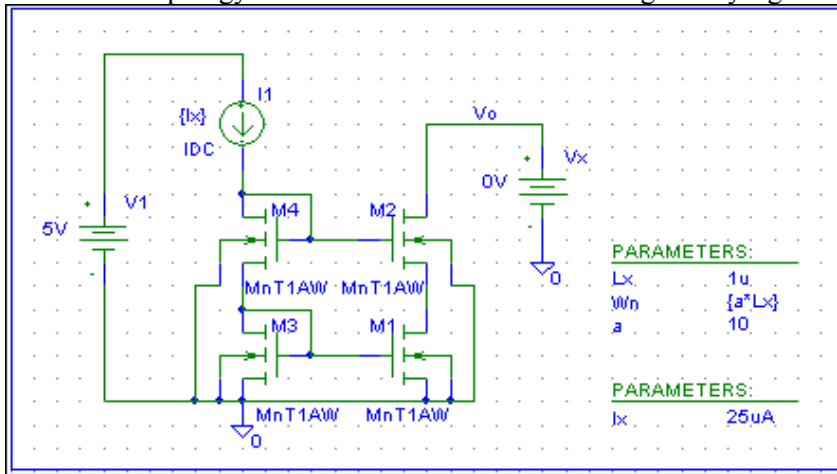 I1
{Ix}
IDC
Vo
Vx
0V
V1
5V
M4
M2
0
MnT1AW MnT1AW
M3
M1
MnT1AW MnT1AW
0
PARAMETERS:
Lx 1u
Wn {a*Lx}
a 10
PARAMETERS:
Ix 25uA